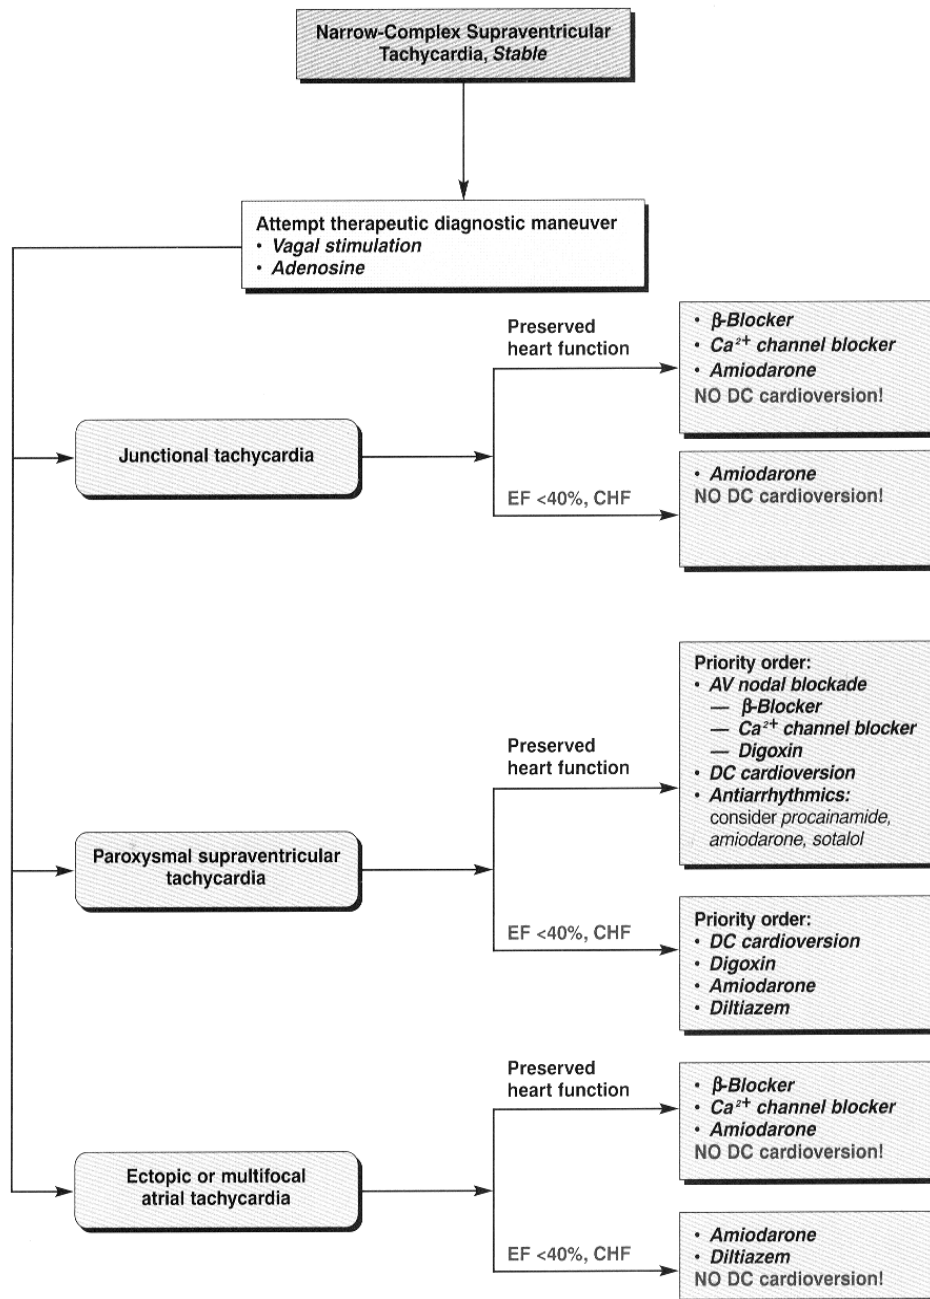 Narrow-Complex Supraventricular
Tachycardia, Stable
Attempt therapeutic diagnostic maneuver
• Vagal stimulation
• Adenosine
Preserved
heart function
• β-Blocker
• Ca²⁺ channel blocker
• Amiodarone
NO DC cardioversion!
Junctional tachycardia
EF <40%, CHF
• Amiodarone
NO DC cardioversion!
Preserved
heart function
Priority order:
• AV nodal blockade
— β-Blocker
— Ca²⁺ channel blocker
— Digoxin
• DC cardioversion
• Antiarrhythmics:
consider procainamide,
amiodarone, sotalol
Paroxysmal supraventricular
tachycardia
EF <40%, CHF
Priority order:
• DC cardioversion
• Digoxin
• Amiodarone
• Diltiazem
Preserved
heart function
• β-Blocker
• Ca²⁺ channel blocker
• Amiodarone
NO DC cardioversion!
Ectopic or multifocal
atrial tachycardia
EF <40%, CHF
• Amiodarone
• Diltiazem
NO DC cardioversion!